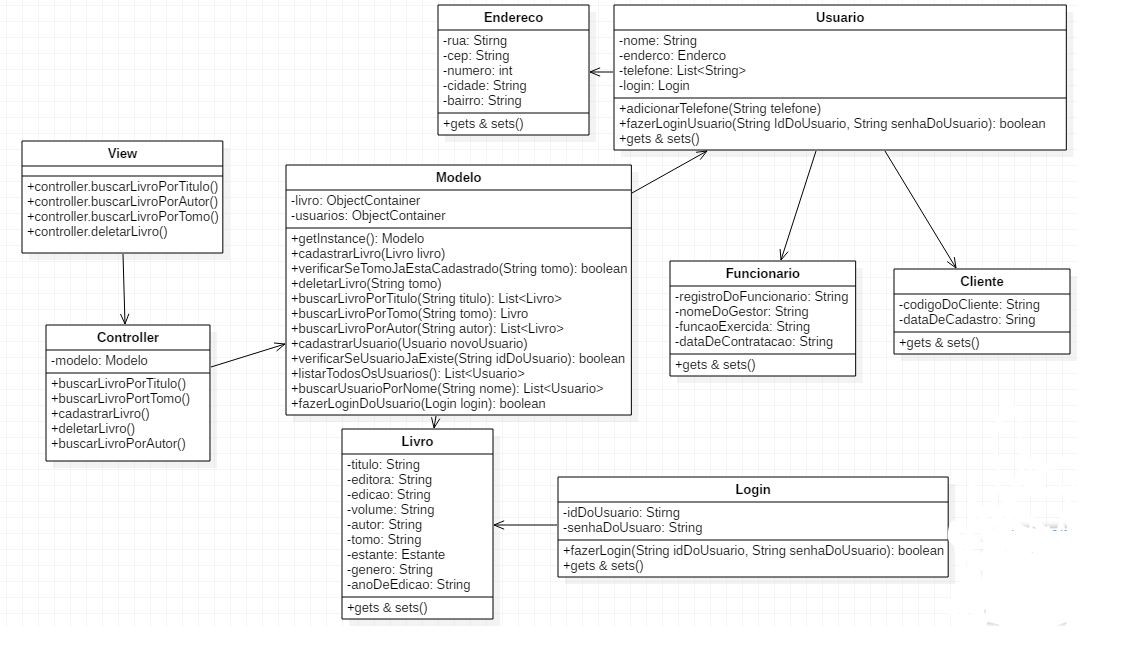 Endereco
-rua: Stirng
-cep: String
-numero: int
-cidade: String
-bairro: String
+gets & sets()
Usuario
-nome: String
-enderco: Enderco
-telefone: List<String>
-login: Login
+adicionarTelefone(String telefone)
+fazerLoginUsuario(String IdDoUsuario, String senhaDoUsuario): boolean
+gets & sets()
View
+controller.buscarLivroPorTitulo()
+controller.buscarLivroPorAutor()
+controller.buscarLivroPorTomo()
+controller.deletarLivro()
Modelo
-livro: ObjectContainer
-usuarios: ObjectContainer
+getInstance(): Modelo
+cadastrarLivro(Livro livro)
+verificarSeTomoJaEstaCadastrado(String tomo): boolean
+deletarLivro(String tomo)
+buscarLivroPorTitulo(String titulo): List<Livro>
+buscarLivroPorTomo(String tomo): Livro
+buscarLivroPorAutor(String autor): List<Livro>
+cadastrarUsuario(Usuario novoUsuario)
+verificarSeUsuarioJaExiste(String idDoUsuario): boolean
+listarTodosOsUsuarios(): List<Usuario>
+buscarUsuarioPorNome(String nome): List<Usuario>
+fazerLoginDoUsuario(Login login): boolean
Funcionario
-registroDoFuncionario: String
-nomeDoGestor: String
-funcaoExercida: String
-dataDeContratacao: String
+gets & sets()
Cliente
-codigoDoCliente: String
-dataDeCadastro: Sring
+gets & sets()
Controller
-modelo: Modelo
+buscarLivroPorTitulo()
+buscarLivroPortTomo()
+cadastrarLivro()
+deletarLivro()
+buscarLivroPorAutor()
Livro
-titulo: String
-editora: String
-edicao: String
-volume: String
-autor: String
-tomo: String
-estante: Estante
-genero: String
-anoDeEdicao: String
+gets & sets()
Login
-idDoUsuario: Stirng
-senhaDoUsuaro: String
+fazerLogin(String idDoUsuario, String senhaDoUsuario): boolean
+gets & sets()